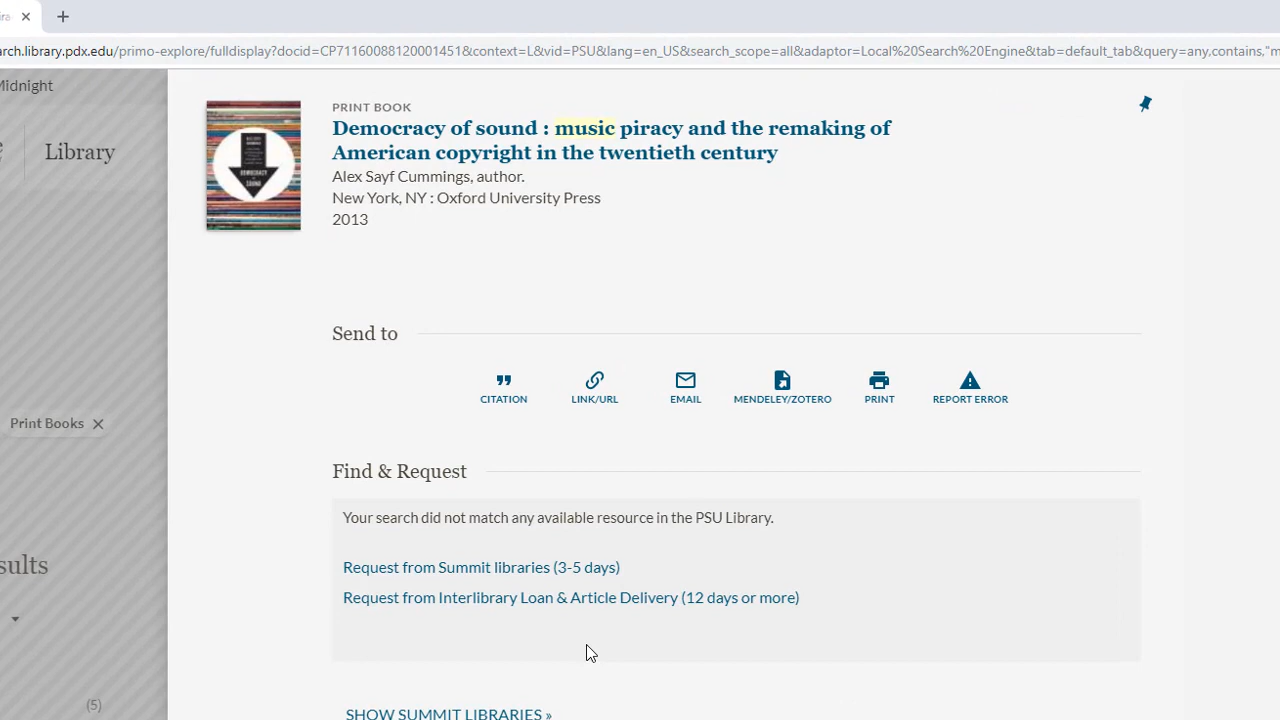 arch.library.pdx.edu/primo-explore/fulldisplay?docid=CP71160088120001451&context=L&vid=PSU&lang=en_US&search_scope=all&adaptor=Local%20Search%20Engine&tab=default_tab&query=any.contains,"m
Midnight
Library
PRINT BOOK
Democracy of sound : music piracy and the remaking of
American copyright in the twentieth century
Alex Sayf Cummings, author.
New York, NY : Oxford University Press
2013
DEMOCRACY
SOUND
Send to
CITATION
LINK/URL
EMAIL
MENDELEY/ZOTERO
PRINT
REPORT ERROR
Print Books
Find & Request
Your search did not match any available resource in the PSU Library.
Request from Summit libraries (3-5 days)
Request from Interlibrary Loan & Article Delivery (12 days or more)
sults
(5)
SHOW SUMMIT LIBRARIES »